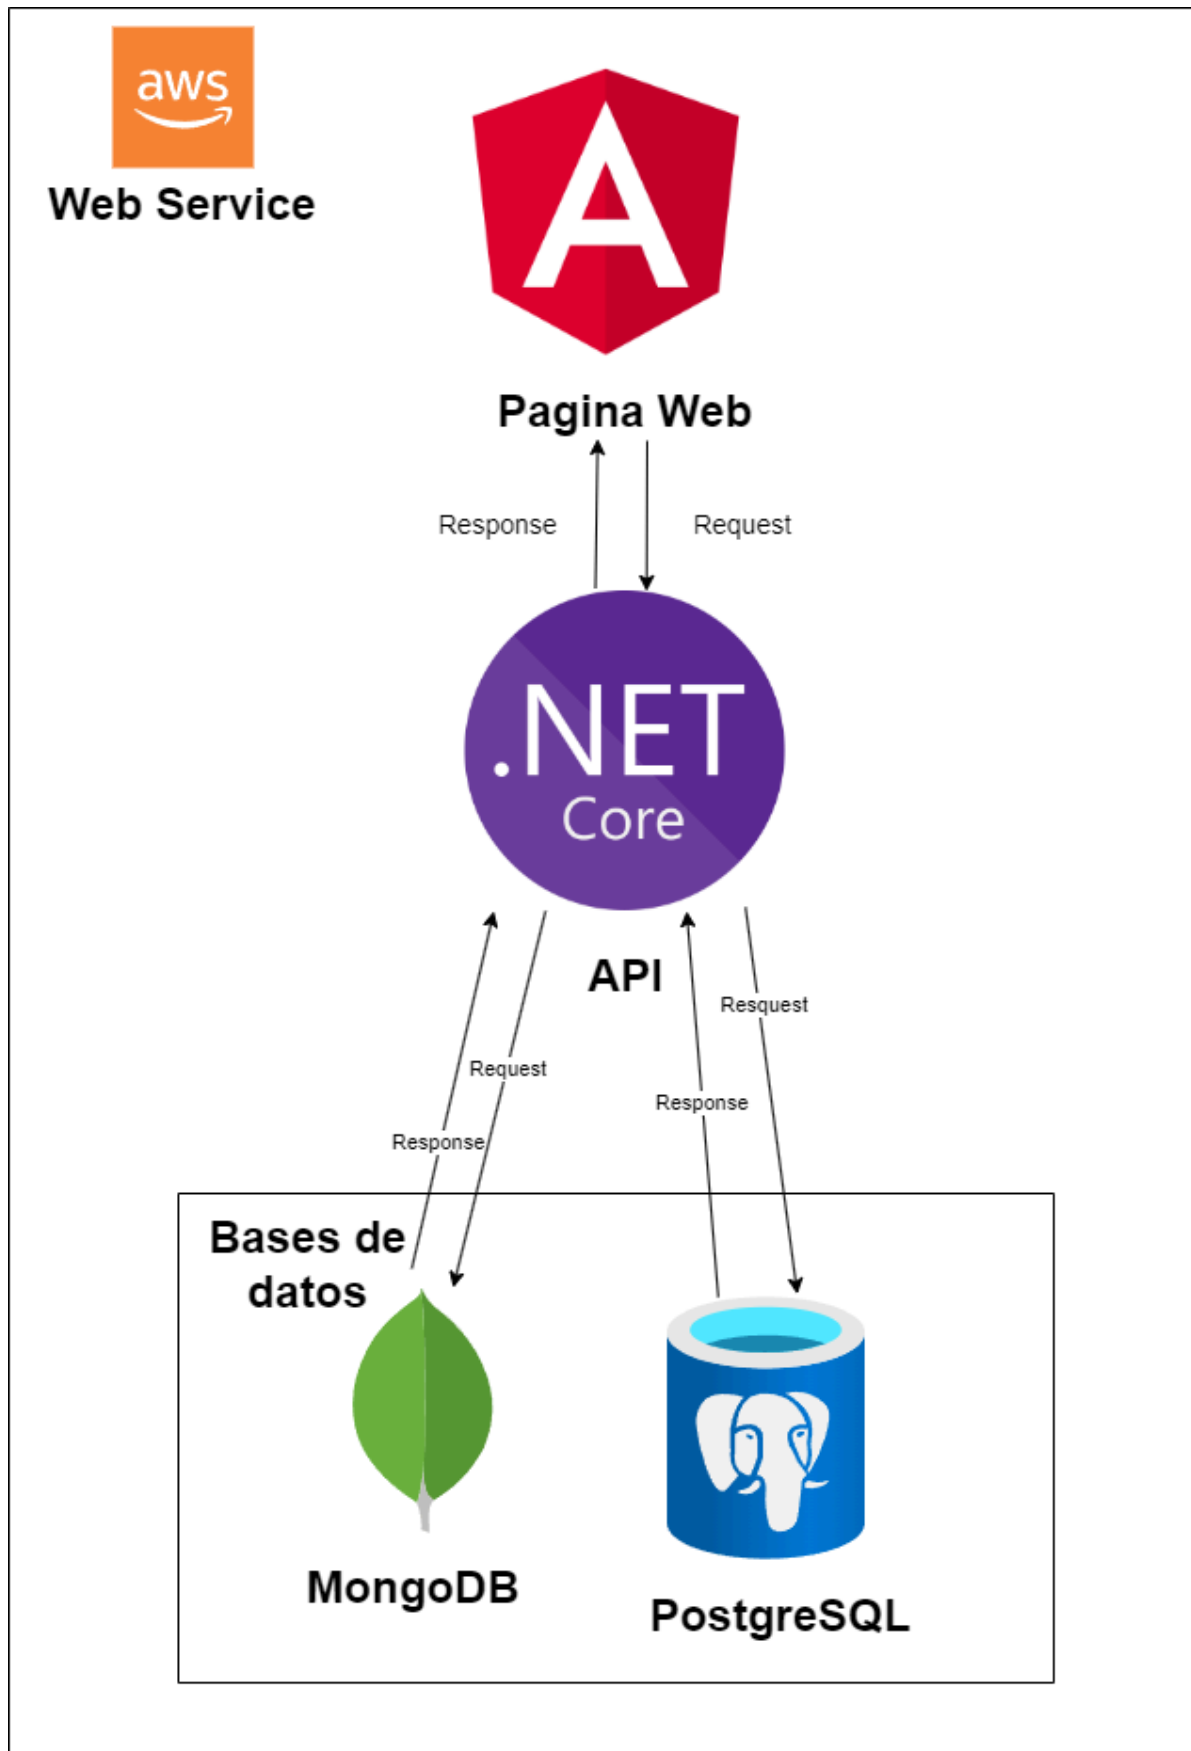 aws
Web Service
A
Pagina Web
Response
Request
.NET
Core
API
Resquest
Request
Response
Response
Bases de
datos
MongoDB
PostgreSQL